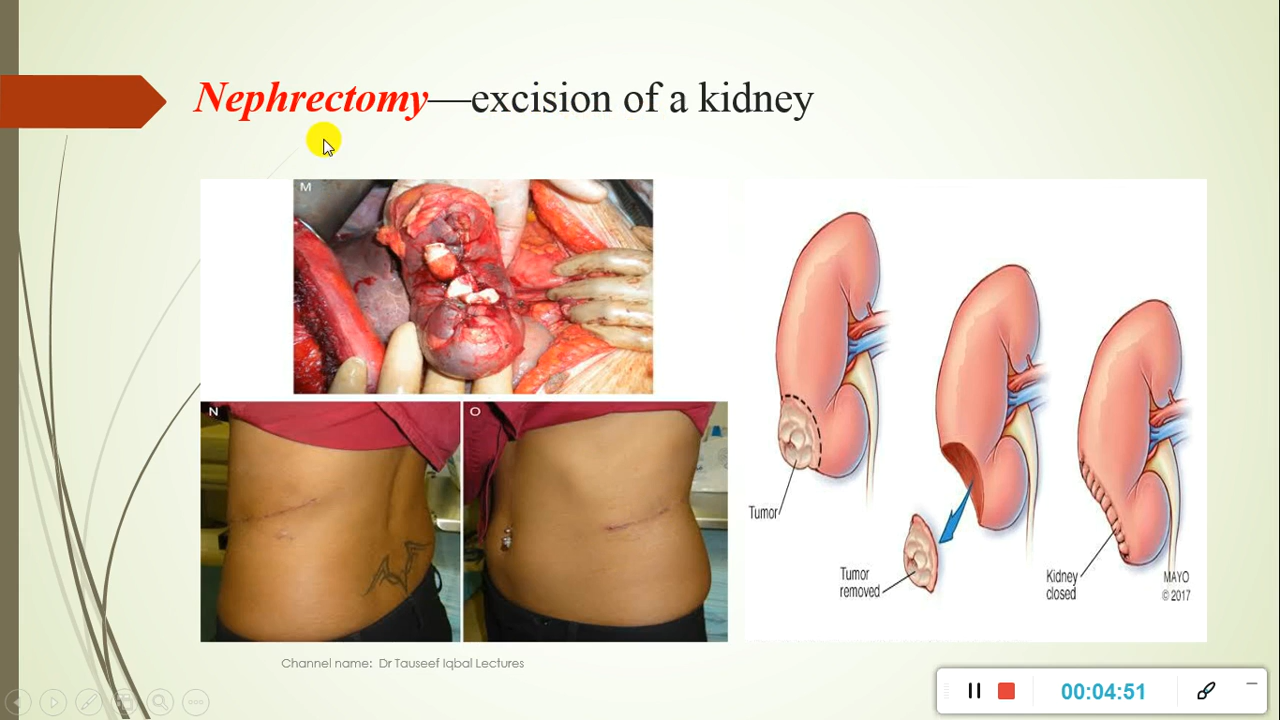 Nephrectomy—excision of a kidney
M
N
O
Tumor
Tumor
removed
Kidney
closed
MAYO
© 2017
Channel name: Dr Tauseef Iqbal Lectures
00:04:51